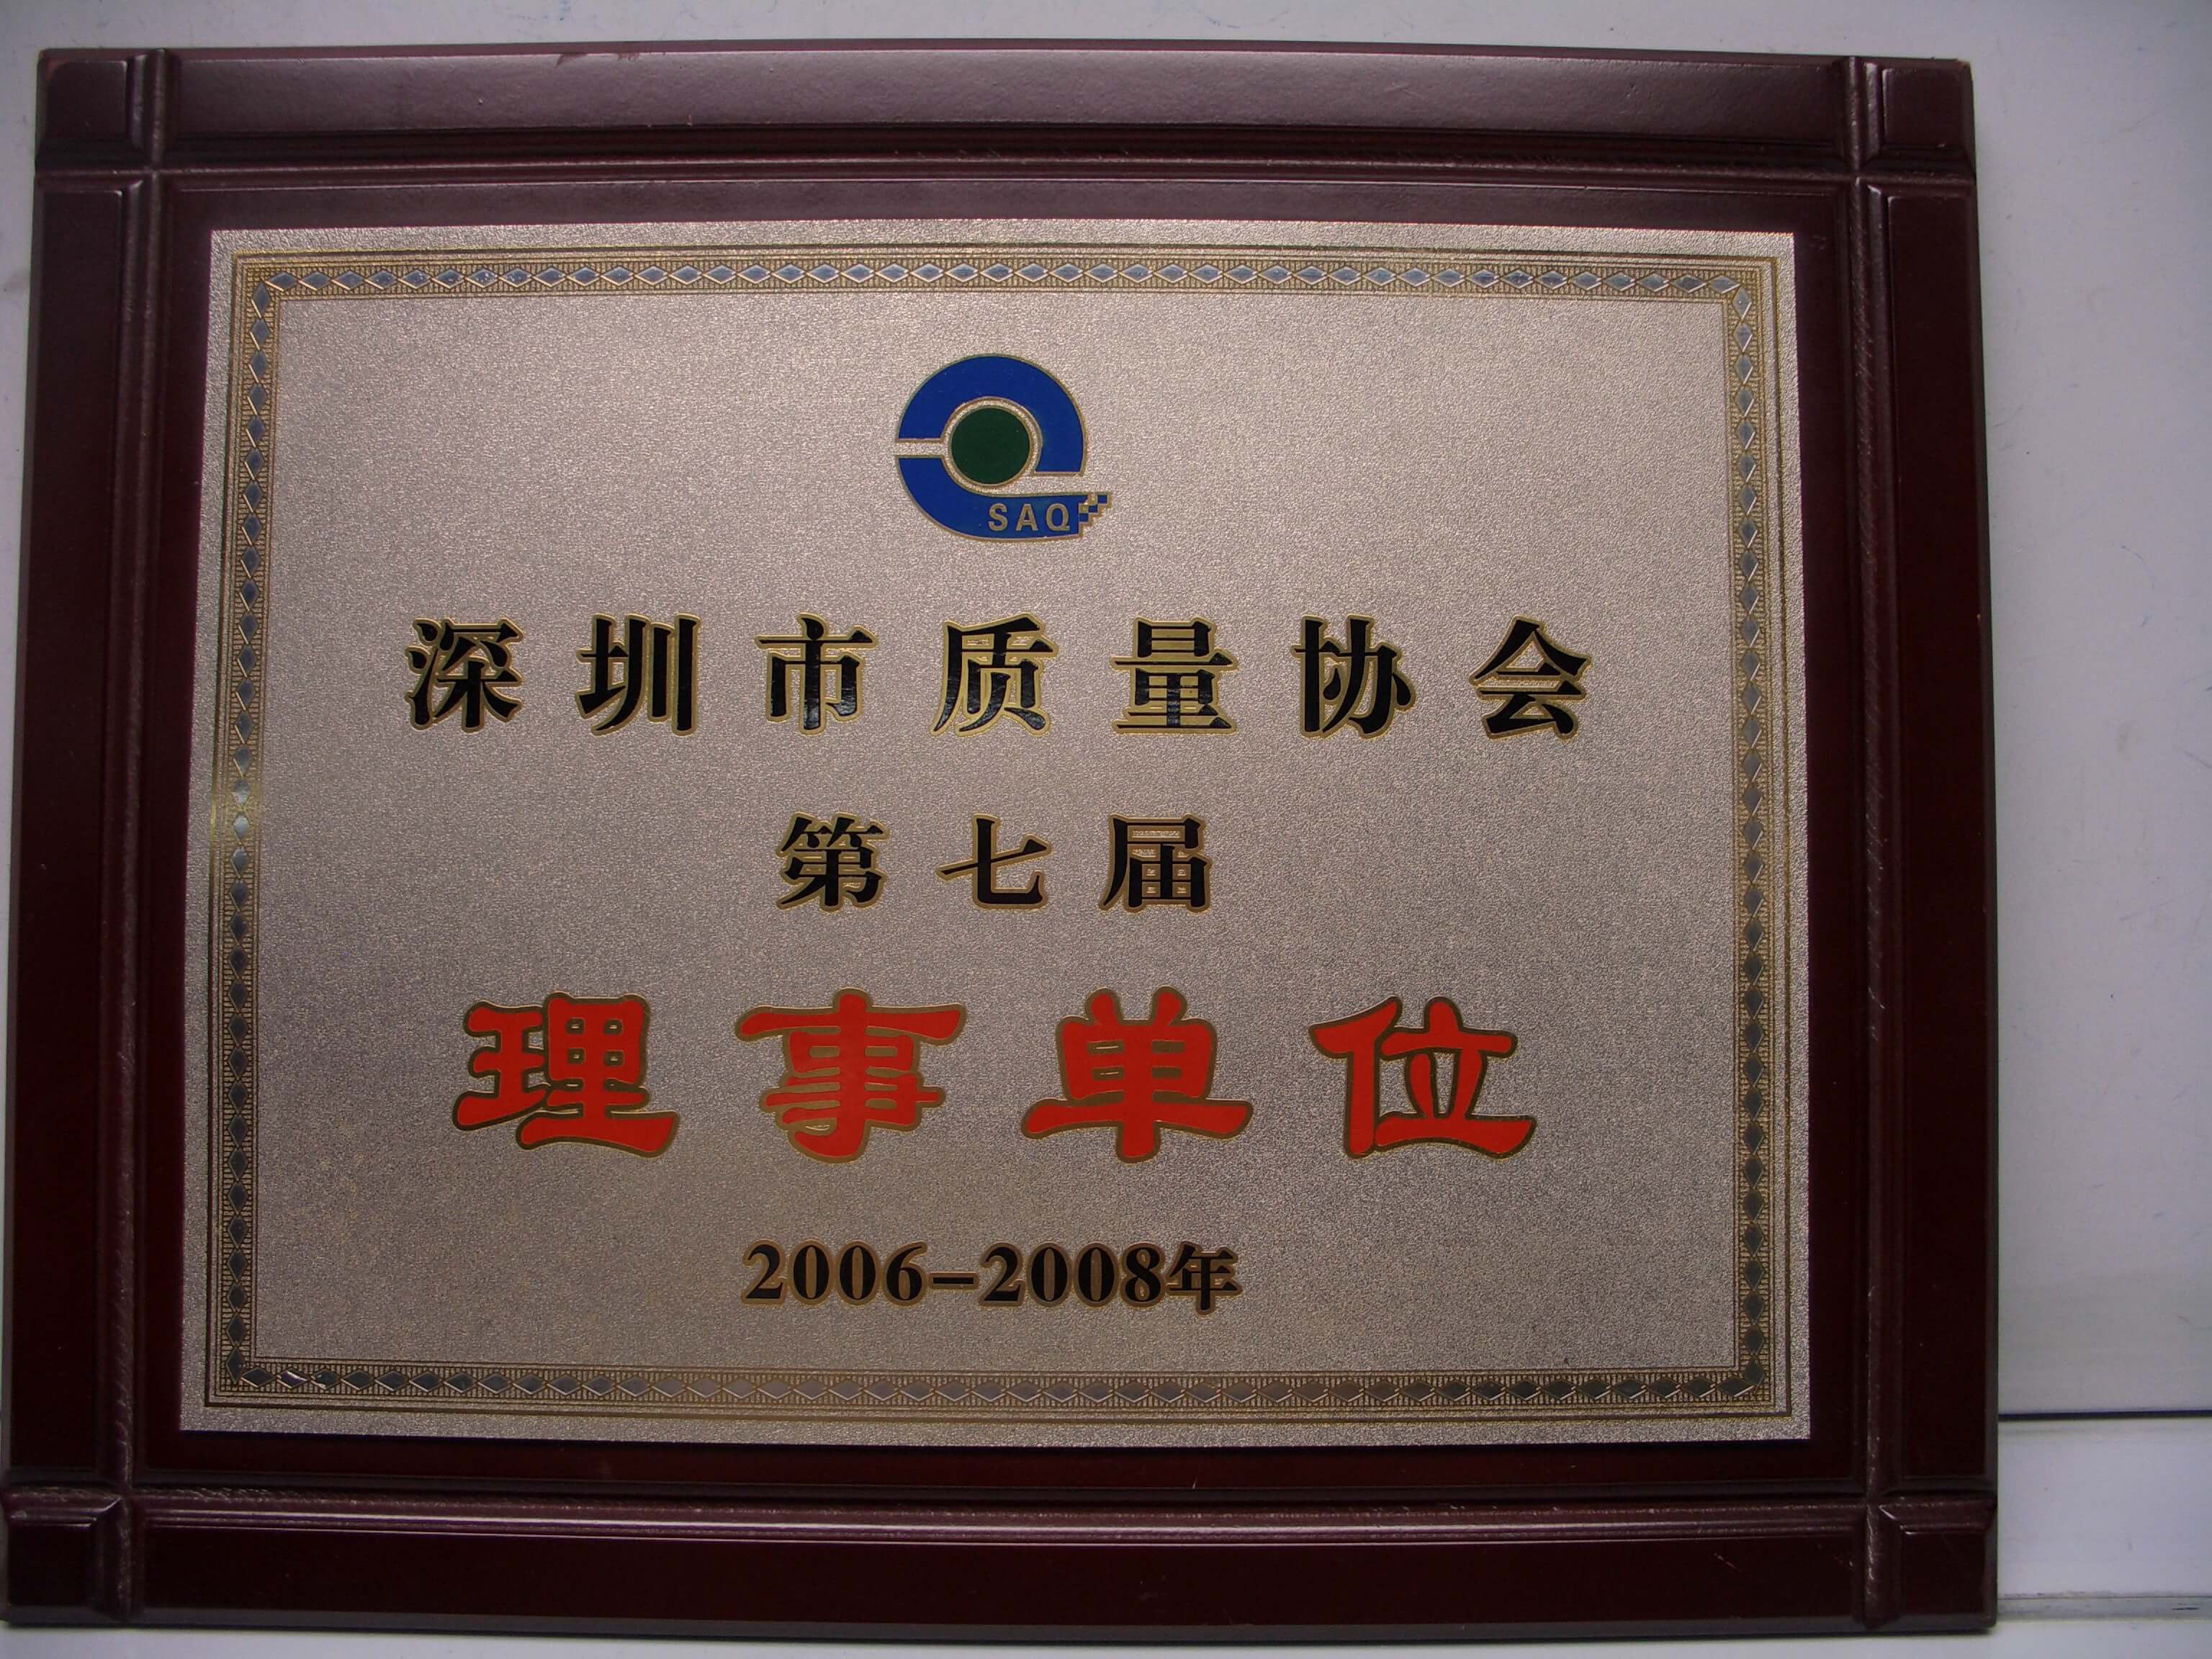 SAQ
深圳市质量协会
第七届
理事单位
2006-2008年